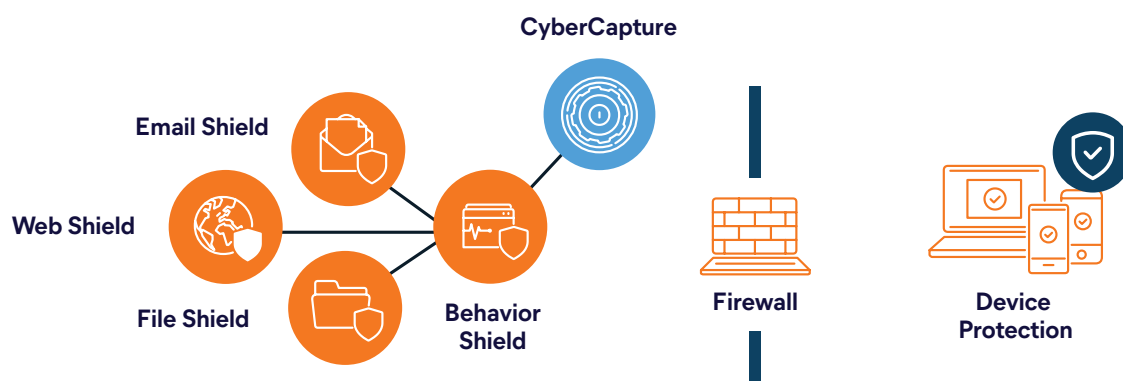 CyberCapture
Email Shield
Web Shield
File Shield
Behavior
Shield
Firewall
Device
Protection